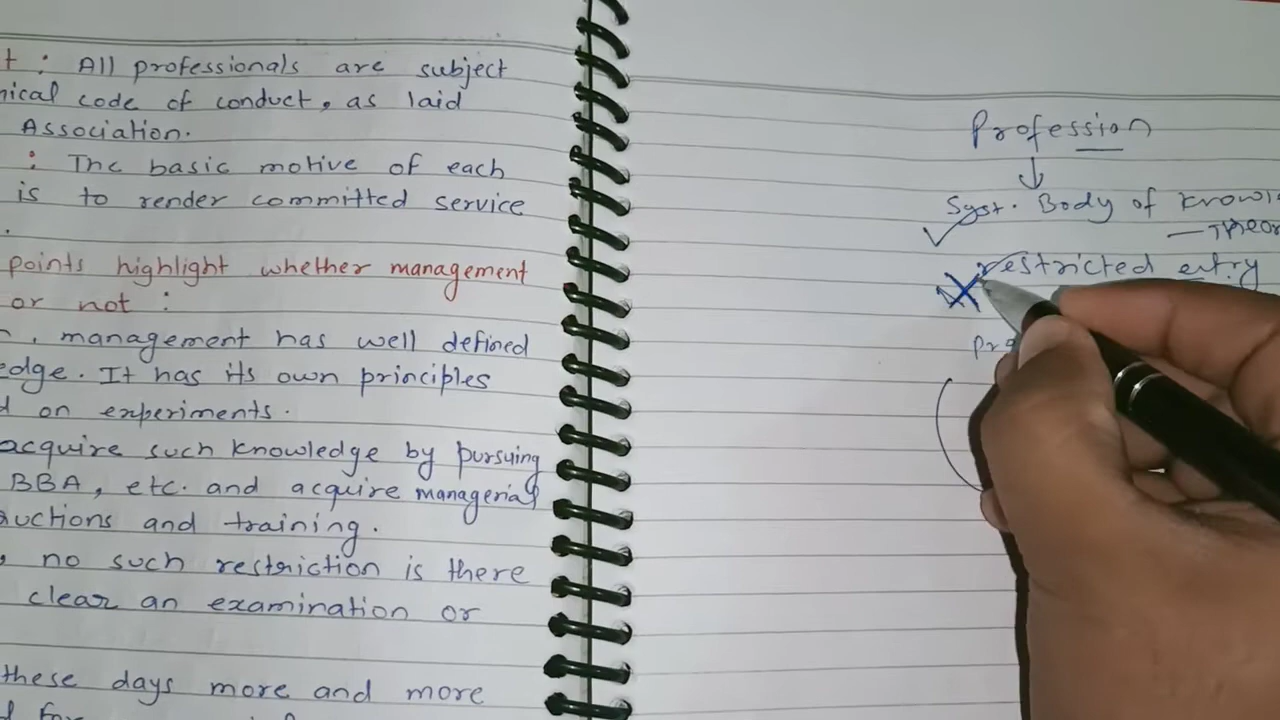 t : All professionals are subject
nical code of conduct, as laid
Association.
: The basic motive of each
is to render committed service
.
points highlight whether management
or not :
, management has well defined
edge. It has its own principles
d on experiments.
acquire such knowledge by pursuing
BBA, etc. and acquire managerial
uctions and training.
, no such restriction is there
clear an examination or
these days more and more
Profession
↓
Syst. Body of knowl
— Theor
✓
restricted entry
X
pro